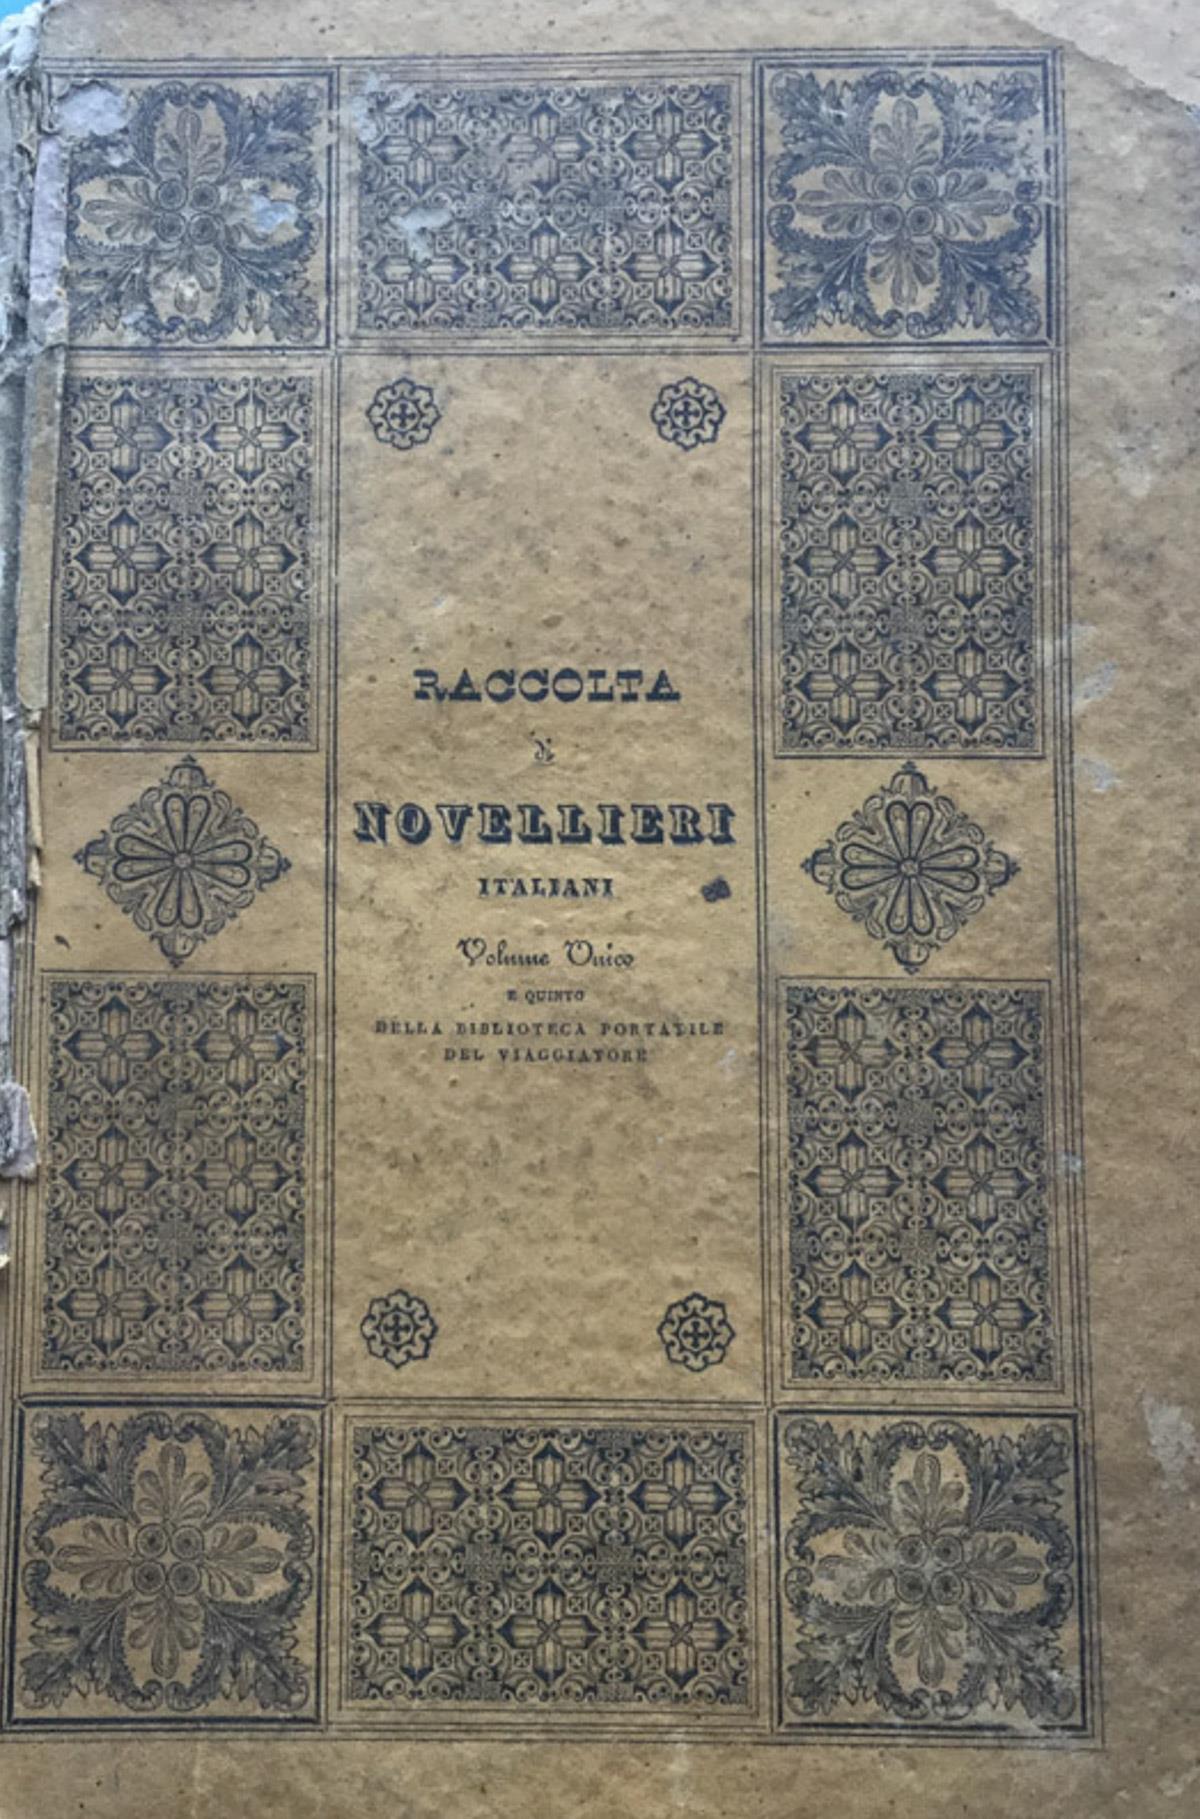 RACCOLTA
di
NOVELLIERI
ITALIANI
Volume Unico
E QUINTO
DELLA BIBLIOTECA PORTATILE
DEL VIAGGIATORE